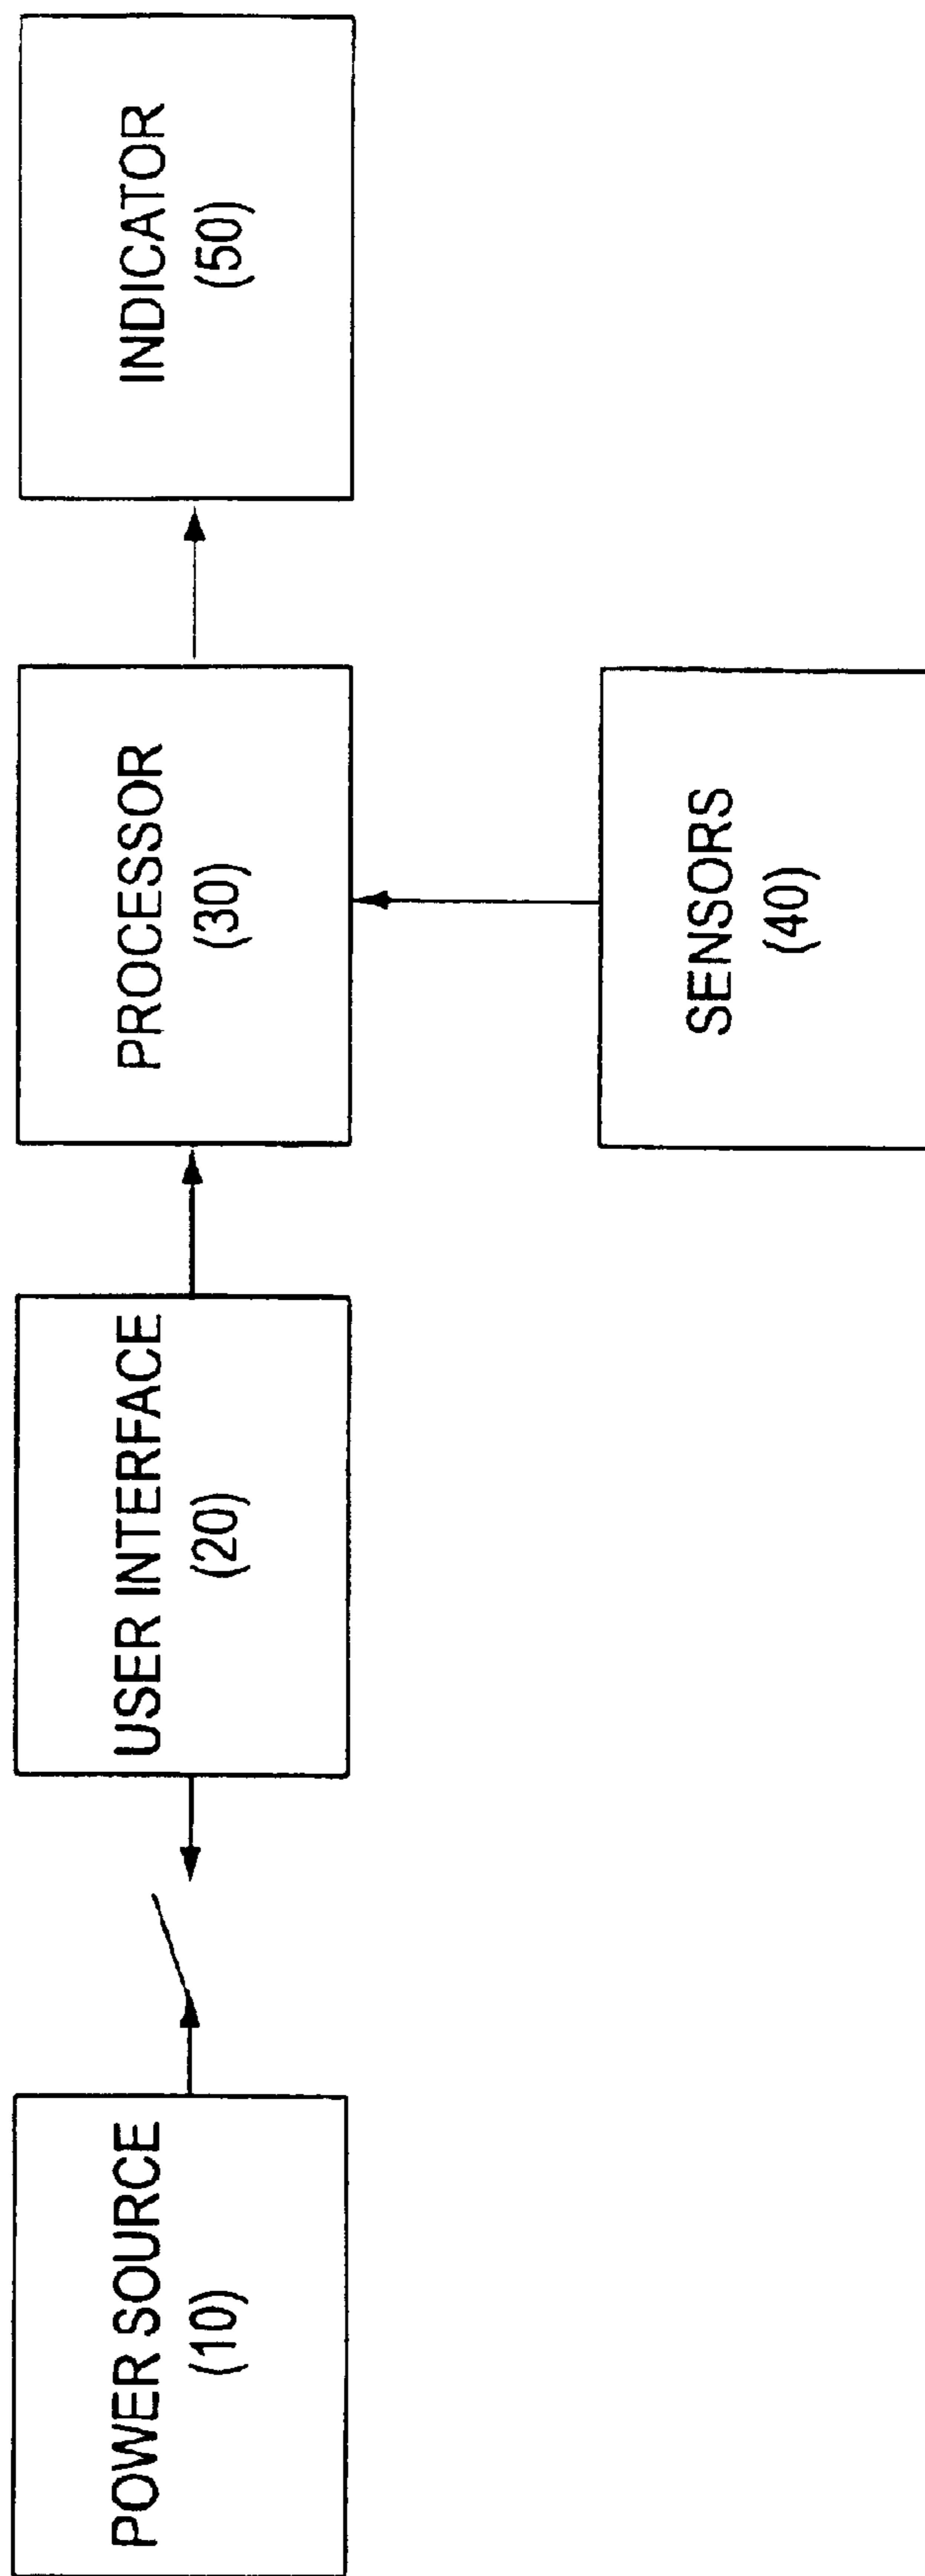 POWER SOURCE
(10)
USER INTERFACE
(20)
PROCESSOR
(30)
INDICATOR
(50)
SENSORS
(40)